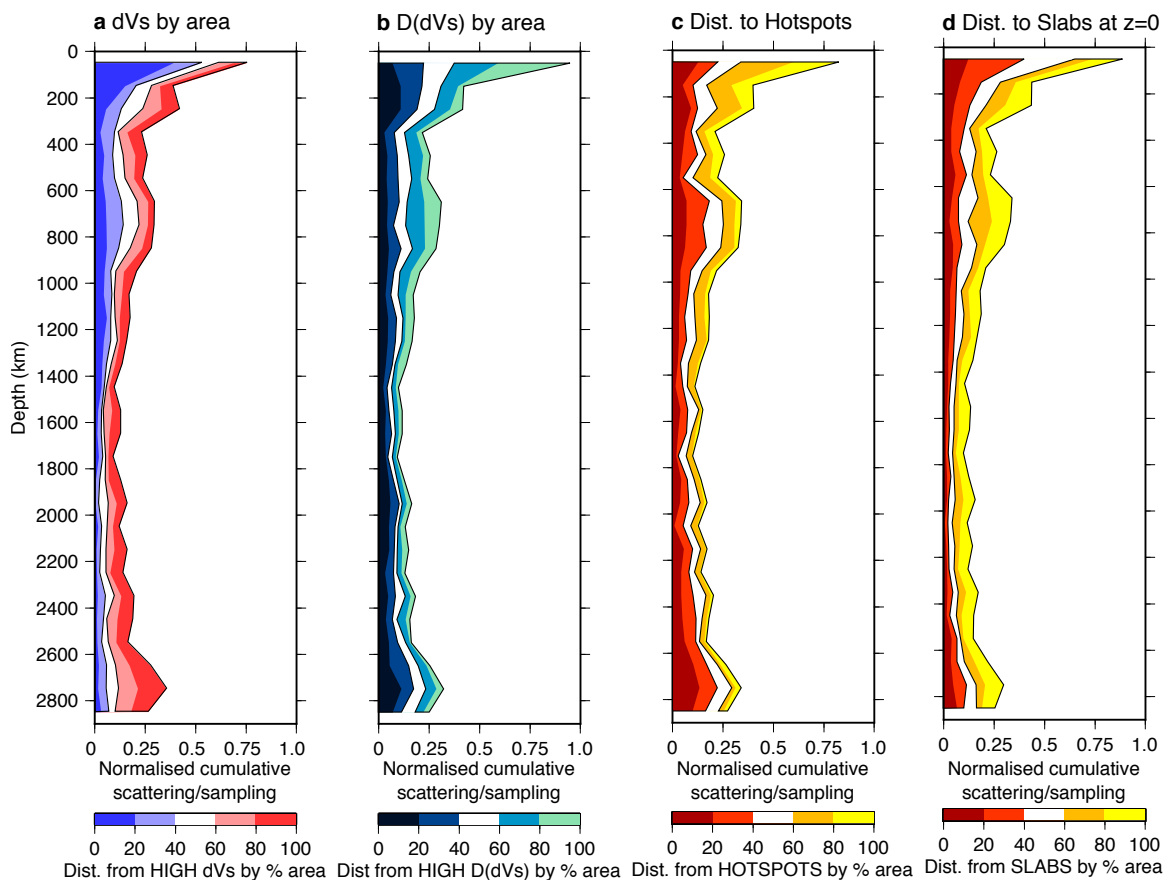 a dVs by area
b D(dVs) by area
c Dist. to Hotspots
d Dist. to Slabs at z=0
Depth (km)
0
200
400
600
800
1000
1200
1400
1600
1800
2000
2200
2400
2600
2800
0 0.25 0.5 0.75 1.0
0 0.25 0.5 0.75 1.0
0 0.25 0.5 0.75 1.0
0 0.25 0.5 0.75 1.0
Normalised cumulative
scattering/sampling
Normalised cumulative
scattering/sampling
Normalised cumulative
scattering/sampling
Normalised cumulative
scattering/sampling
0 20 40 60 80 100
Dist. from HIGH dVs by % area
0 20 40 60 80 100
Dist. from HIGH D(dVs) by % area
0 20 40 60 80 100
Dist. from HOTSPOTS by % area
0 20 40 60 80 100
Dist. from SLABS by % area